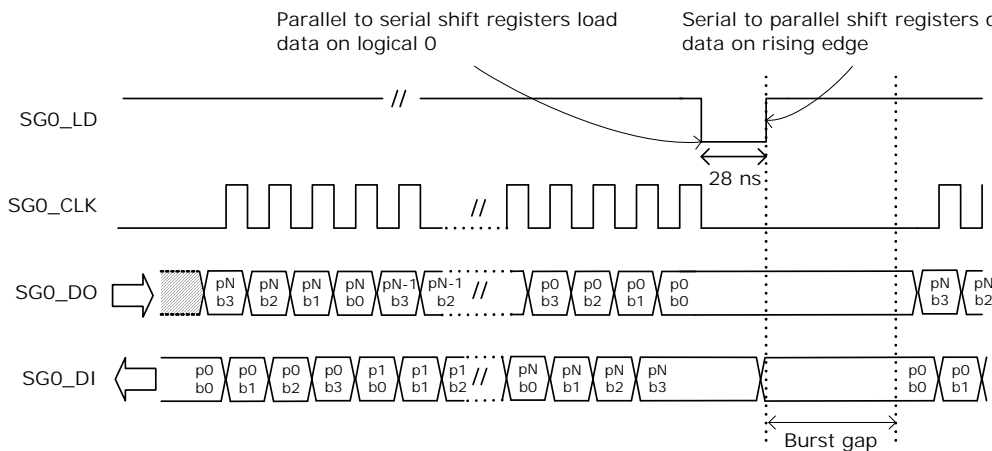 Parallel to serial shift registers load
data on logical 0
Serial to parallel shift registers
data on rising edge
//
SG0_LD
28 ns
SG0_CLK
//
SG0_DO
pN pN pN pN pN-1 pN-1 // p0 p0 p0 p0 pN pN
b3 b2 b1 b0 b3 b2 b3 b2 b1 b0 b3 b2
SG0_DI
p0 p0 p0 p0 p1 p1 p1 // pN pN pN pN p0 p0
b0 b1 b2 b3 b0 b1 b2 b0 b1 b2 b3 b0 b1
Burst gap